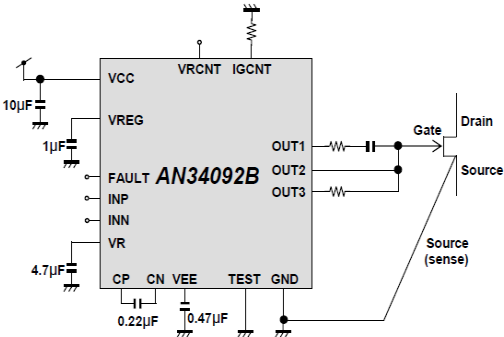 VRCNT IGCNT
VCC
10µF
VREG
1µF
OUT1
Gate
Drain
FAULT AN34092B OUT2
Source
INP
OUT3
INN
VR
Source
(sense)
4.7µF
CP CN VEE TEST GND
0.22µF
0.47µF